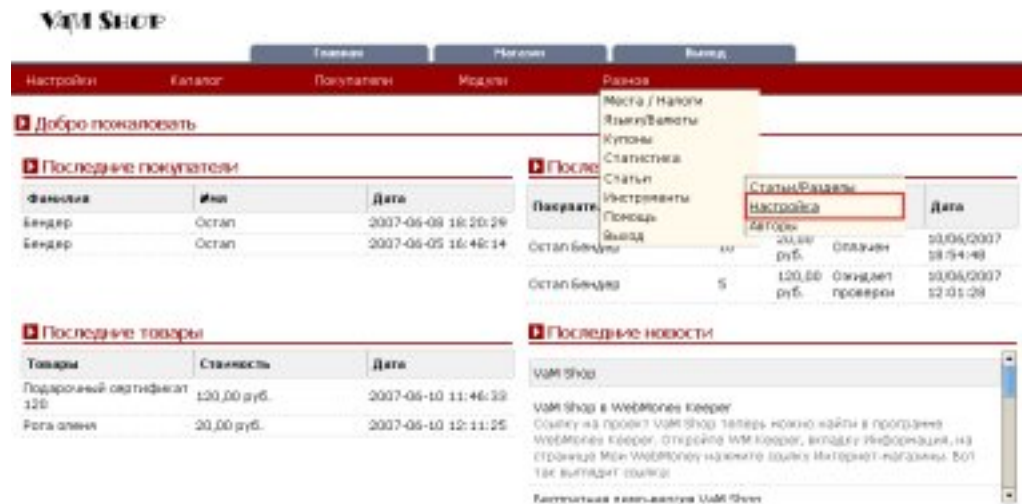 VaM Shop
Главная Магазин Выход
Настройки Каталог Покупатели Модули Разное
Места / Налоги
Языки/Валюты
Купоны
Статистика
Статьи
Инструменты
Помощь
Выход
Статьи/Разделы
Настройка
Авторы
Добро пожаловать
Последние покупатели
Фамилия Имя Дата
Бендер Остап 2007-06-08 18:20:29
Бендер Остап 2007-06-05 16:48:14
После
Покупате Дата
Остап Бендер 10 20,00 руб. Оплачен 10/06/2007 18:54:48
Остап Бендер 5 120,00 руб. Ожидает проверки 10/06/2007 12:01:28
Последние товары
Товары Стоимость Дата
Подарочный сертификат 120 120,00 руб. 2007-06-10 11:46:33
Рога оленя 20,00 руб. 2007-06-10 12:11:25
Последние новости
VaM Shop
VaM Shop в WebMoney Keeper
Ссылку на проект VaM Shop теперь можно найти в программе
WebMoney Keeper. Откройте WM Keeper, вкладку Информация, на
странице Мои WebMoney нажмите ссылку Интернет-магазины. Вот
так выглядит ссылка:
VaM Shop